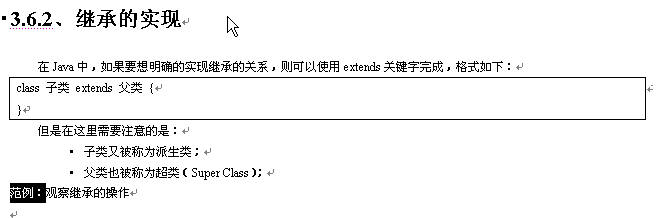 3.6.2、继承的实现
在 Java 中，如果要想明确的实现继承的关系，则可以使用 extends 关键字完成，格式如下：
class 子类 extends 父类 {
}
但是在这里需要注意的是：
子类又被称为派生类；
父类也被称为超类（Super Class）；
范例：观察继承的操作